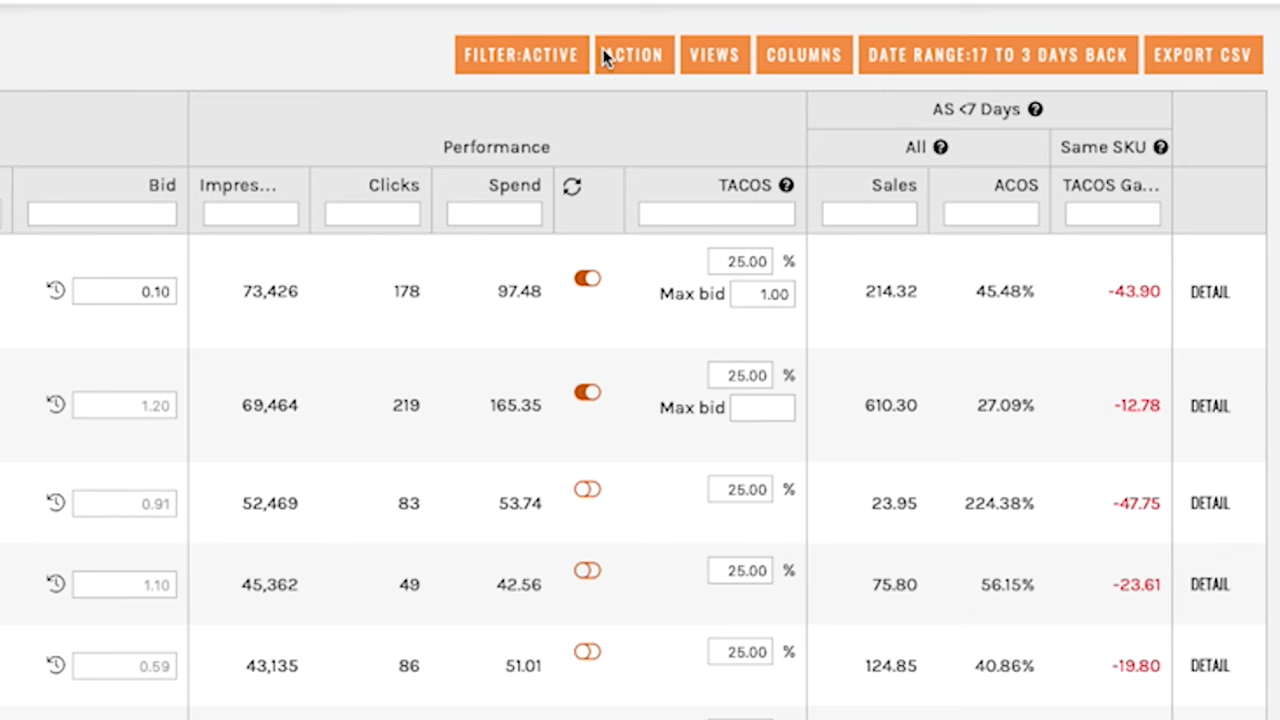 FILTER:ACTIVE ACTION VIEWS COLUMNS DATE RANGE:17 TO 3 DAYS BACK EXPORT CSV
AS <7 Days
Performance All Same SKU
Bid Impres... Clicks Spend TACOS Sales ACOS TACOS Ga...
25.00 %
0.10 73,426 178 97.48 Max bid 1.00 214.32 45.48% -43.90 DETAIL
25.00 %
1.20 69,464 219 165.35 Max bid 610.30 27.09% -12.78 DETAIL
25.00 %
0.91 52,469 83 53.74 23.95 224.38% -47.75 DETAIL
25.00 %
1.10 45,362 49 42.56 75.80 56.15% -23.61 DETAIL
25.00 %
0.59 43,135 86 51.01 124.85 40.86% -19.80 DETAIL